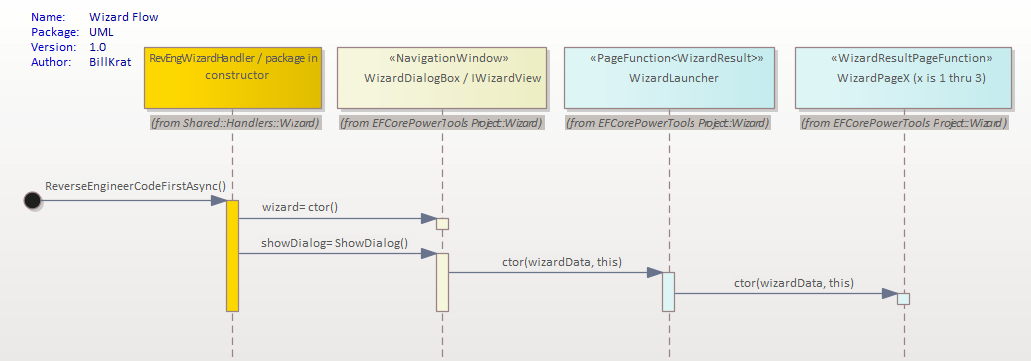 Name: Wizard Flow
Package: UML
Version: 1.0
Author: BillKrat
RevEngWizardHandler / package in
constructor
(from Shared::Handlers::Wizard)
«NavigationWindow»
WizardDialogBox / IWizardView
(from EFCorePowerTools Project::Wizard)
«PageFunction<WizardResult>»
WizardLauncher
(from EFCorePowerTools Project::Wizard)
«WizardResultPageFunction»
WizardPageX (x is 1 thru 3)
(from EFCorePowerTools Project::Wizard)
ReverseEngineerCodeFirstAsync()
wizard= ctor()
showDialog= ShowDialog()
ctor(wizardData, this)
ctor(wizardData, this)